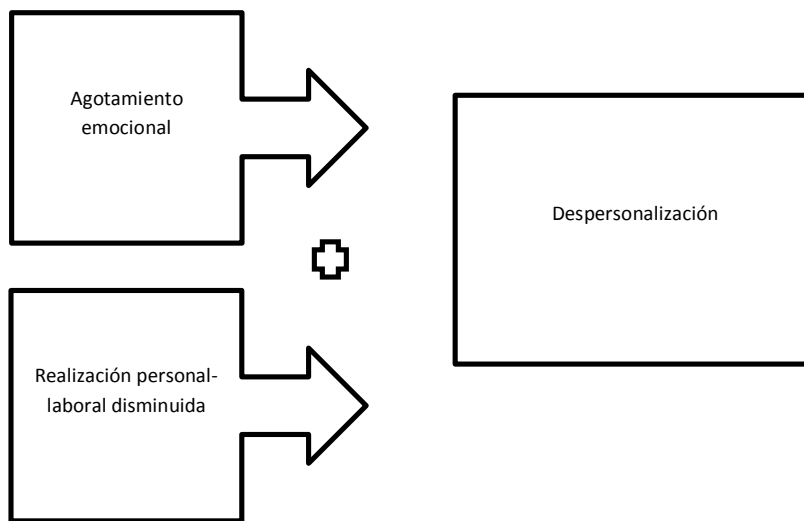 Agotamiento
emocional
Despersonalización
Realización personal-
laboral disminuida